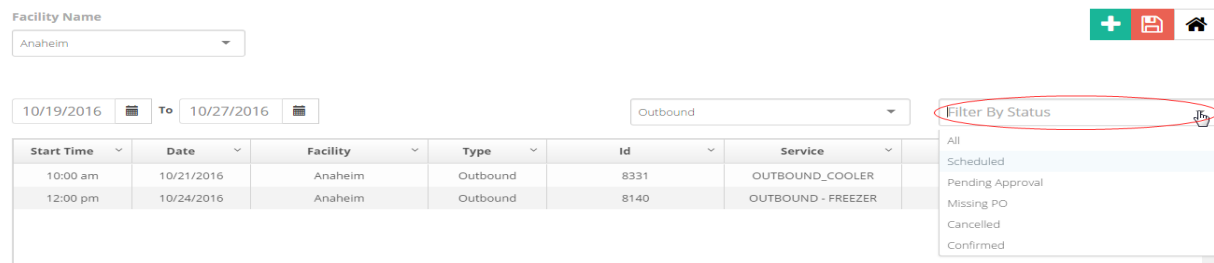 Facility Name
Anaheim
10/19/2016 To 10/27/2016 Outbound Filter By Status
Start Time Date Facility Type Id Service
10:00 am 10/21/2016 Anaheim Outbound 8331 OUTBOUND_COOLER
12:00 pm 10/24/2016 Anaheim Outbound 8140 OUTBOUND - FREEZER
All
Scheduled
Pending Approval
Missing PO
Cancelled
Confirmed